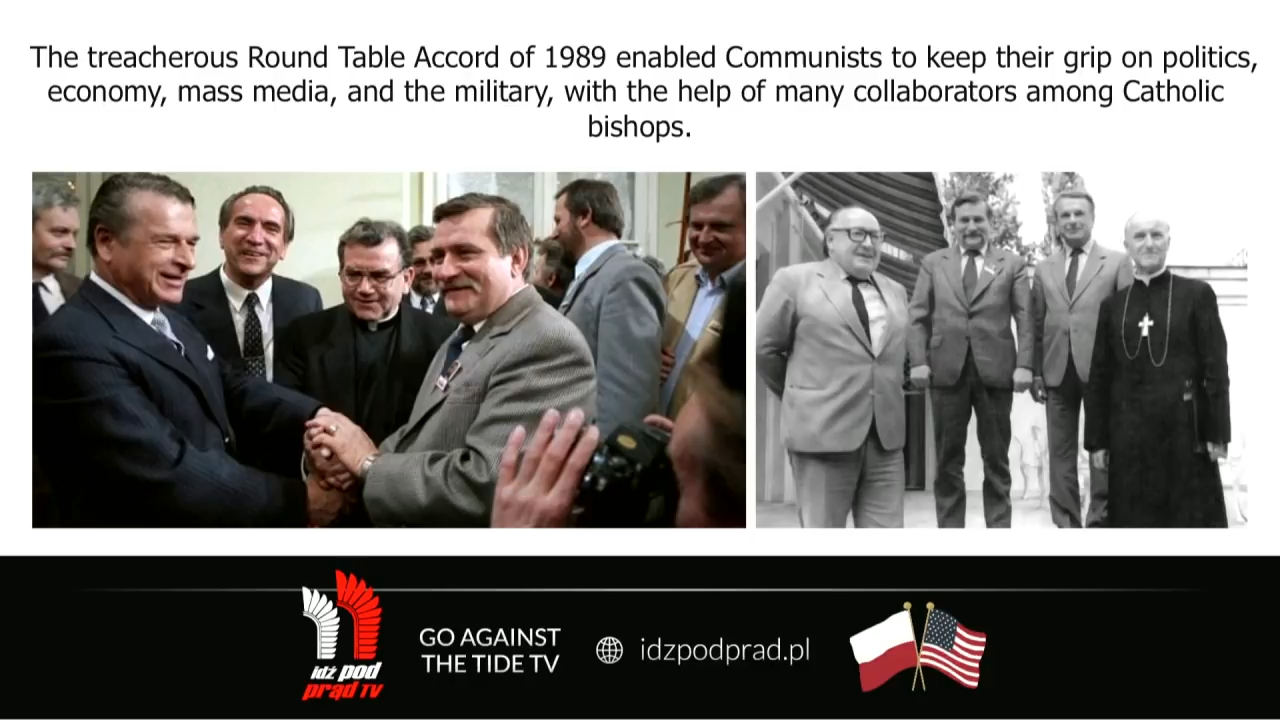 The treacherous Round Table Accord of 1989 enabled Communists to keep their grip on politics,
economy, mass media, and the military, with the help of many collaborators among Catholic
bishops.
idź pod
prąd TV
GO AGAINST
THE TIDE TV
idzpodprad.pl